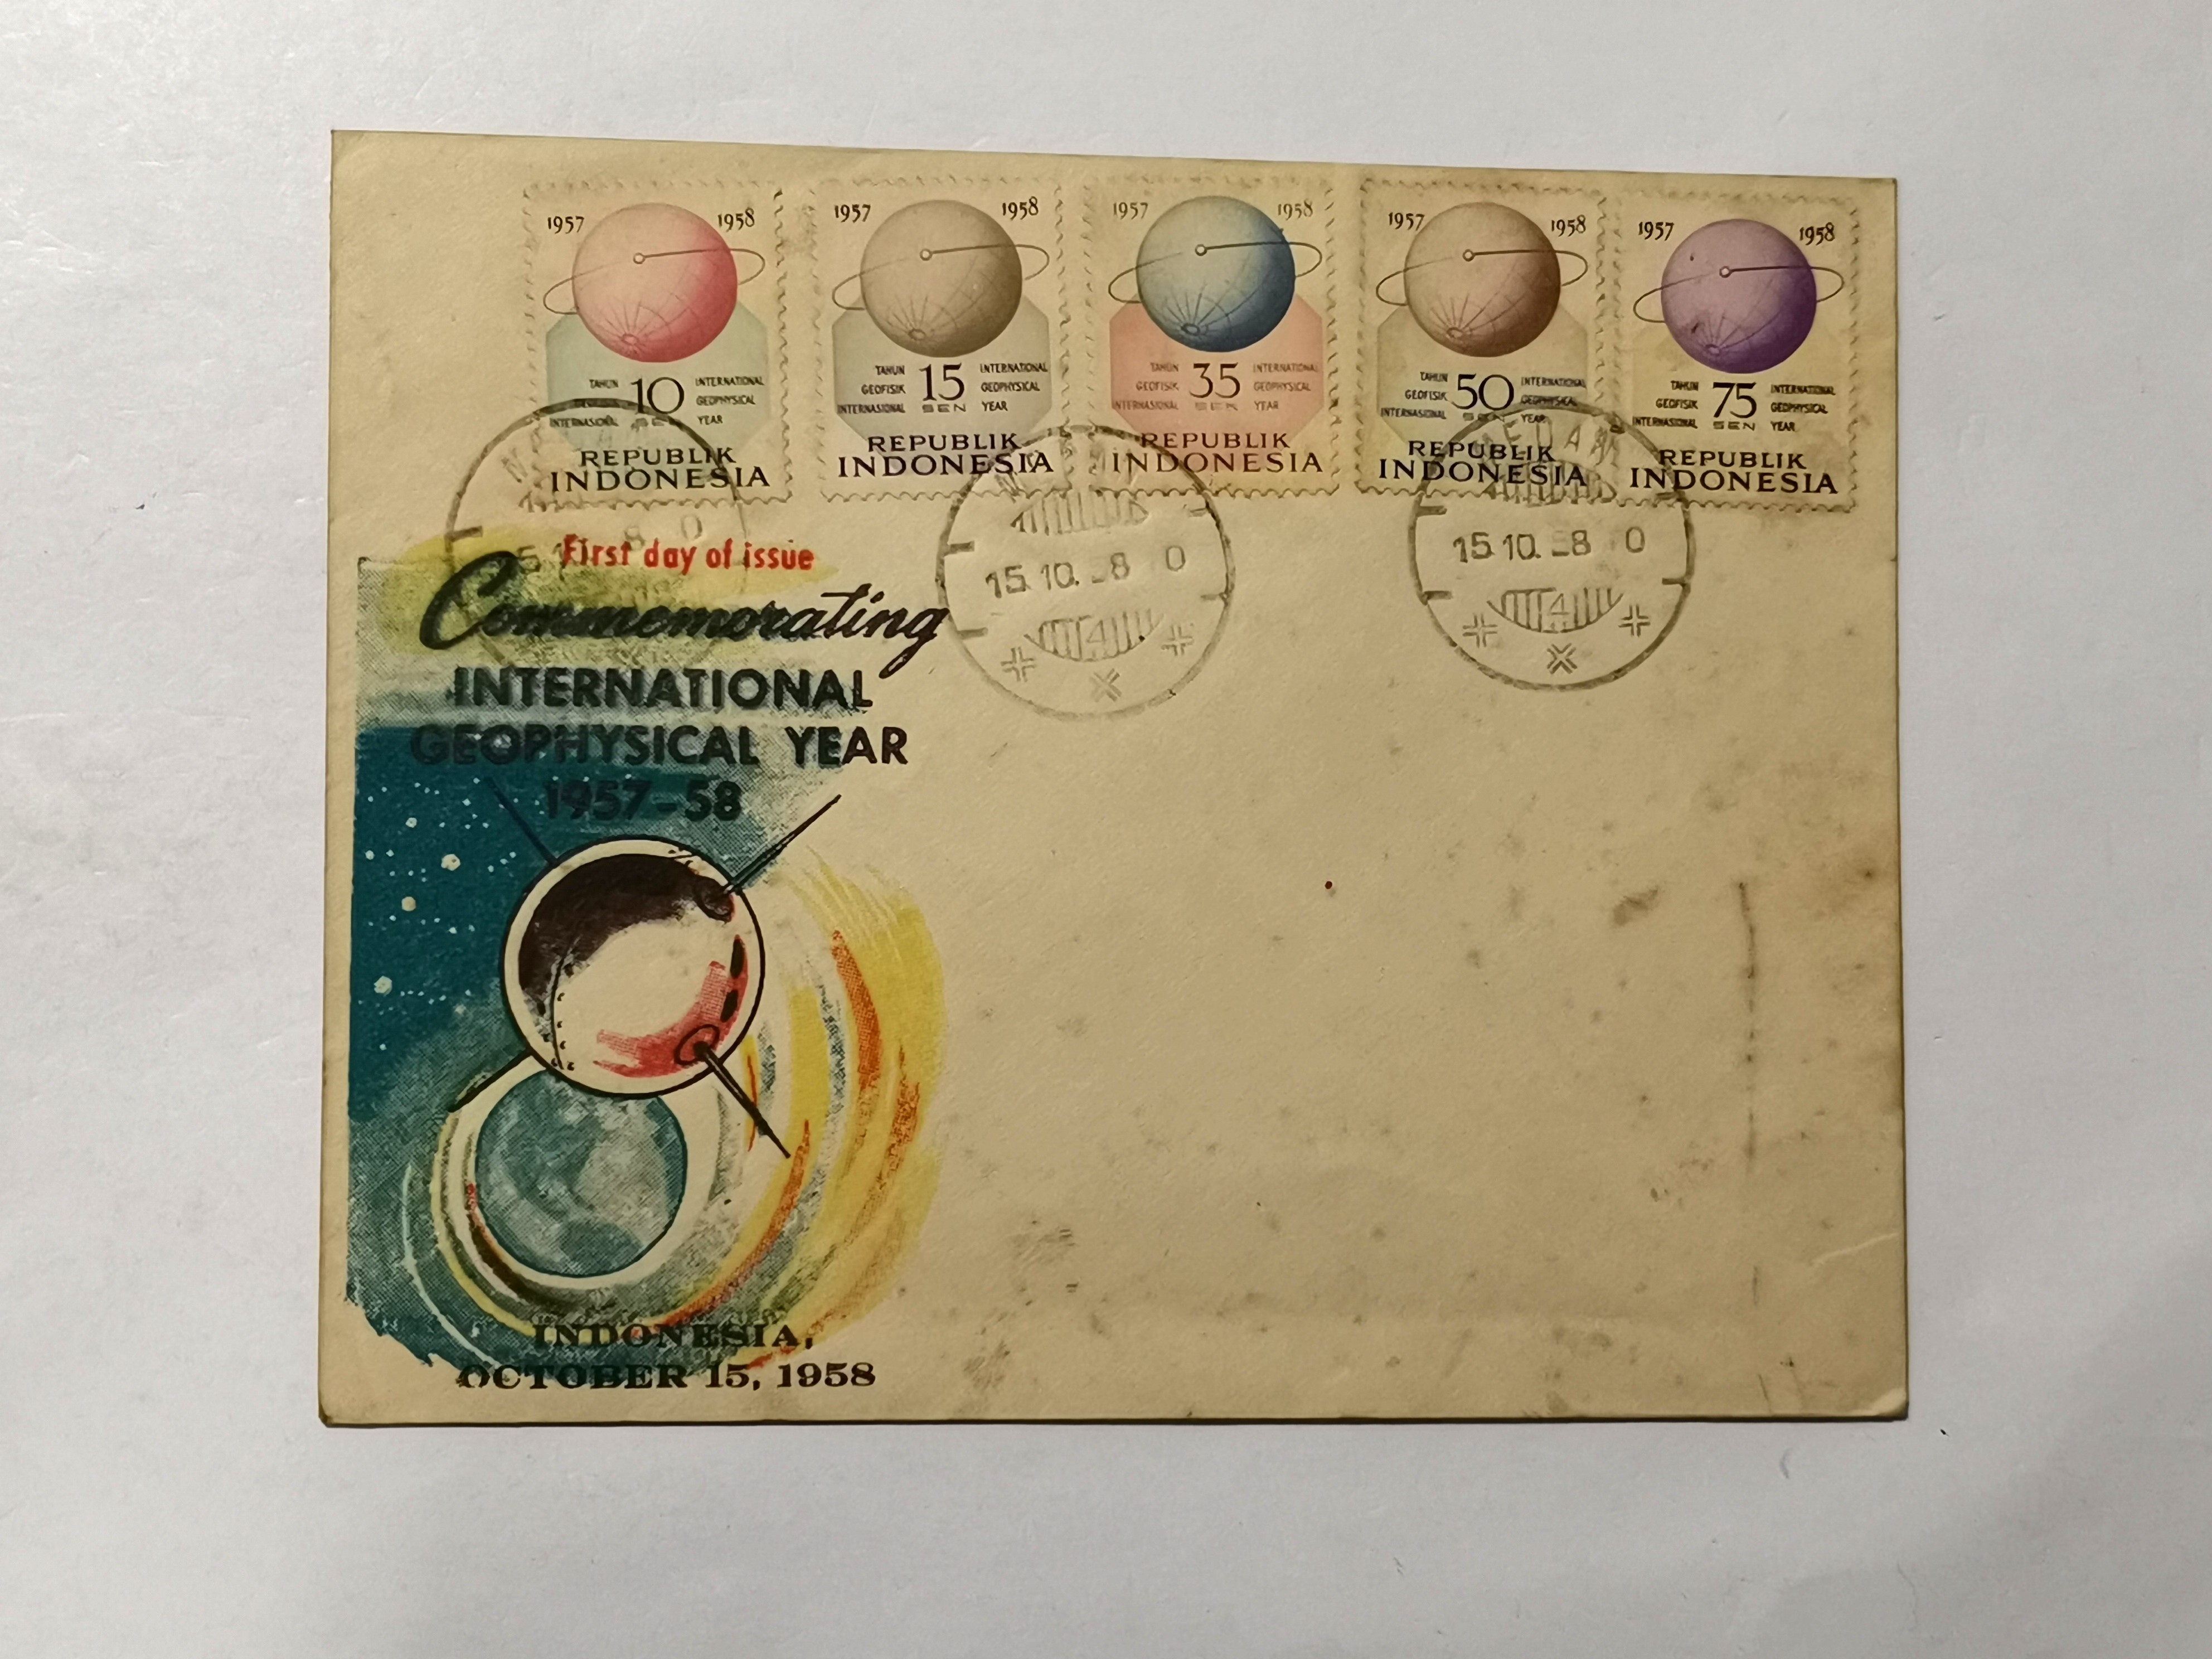 1957 1958
TAHUN 10 INTERNATIONAL
GEOPHYSICAL
INTERNASIONAL SEN YEAR
REPUBLIK
INDONESIA
1957 1958
TAHUN 15 INTERNATIONAL
GEOFISIK GEOPHYSICAL
INTERNASIONAL SEN YEAR
REPUBLIK
INDONESIA
1957 1958
TAHUN 35 INTERNATIONAL
GEOFISIK GEOPHYSICAL
INTERNASIONAL SEN YEAR
REPUBLIK
INDONESIA
1957 1958
TAHUN 50 INTERNATIONAL
GEOFISIK GEOPHYSICAL
INTERNASIONAL SEN YEAR
REPUBLIK
INDONESIA
1957 1958
TAHUN 75 INTERNATIONAL
GEOFISIK GEOPHYSICAL
INTERNASIONAL SEN YEAR
REPUBLIK
INDONESIA
15.10. 8 0
4
MEDAN
15.10. 8 0
4
First day of issue
Commemorating
INTERNATIONAL
GEOPHYSICAL YEAR
1957-58
INDONESIA,
OCTOBER 15, 1958